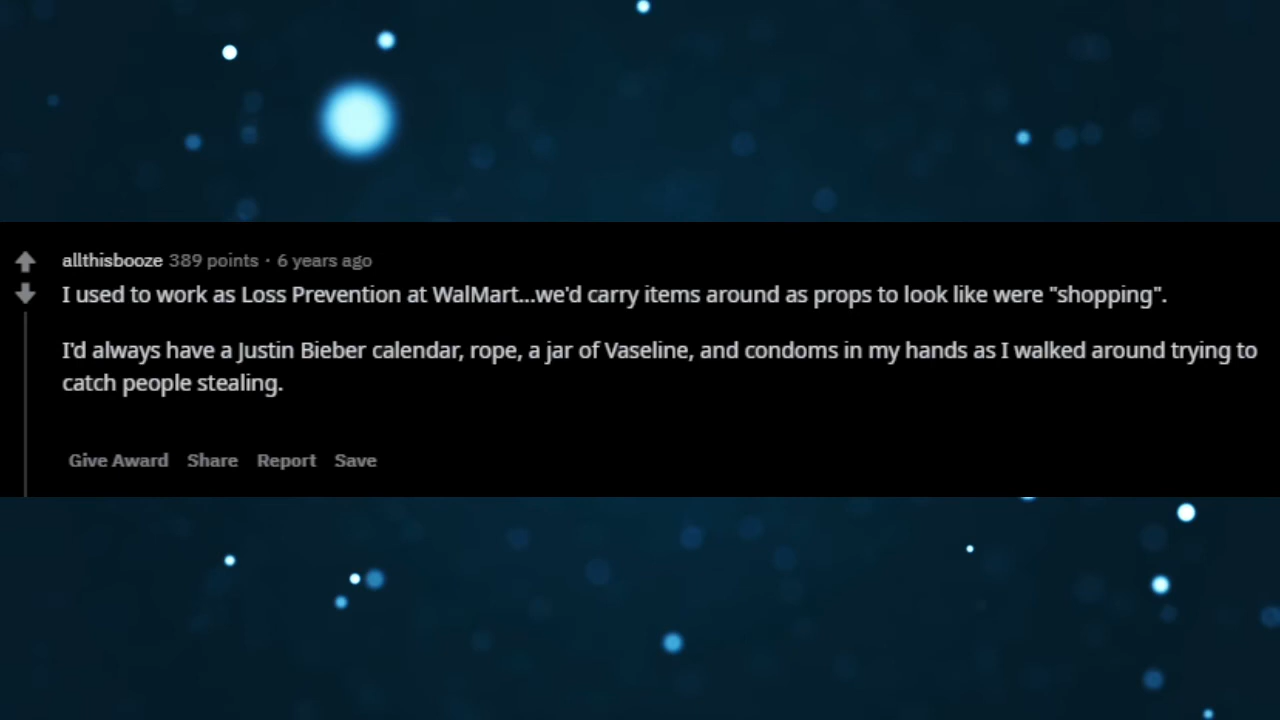 allthisbooze 389 points · 6 years ago
I used to work as Loss Prevention at WalMart...we'd carry items around as props to look like were "shopping".
I'd always have a Justin Bieber calendar, rope, a jar of Vaseline, and condoms in my hands as I walked around trying to
catch people stealing.
Give Award Share Report Save